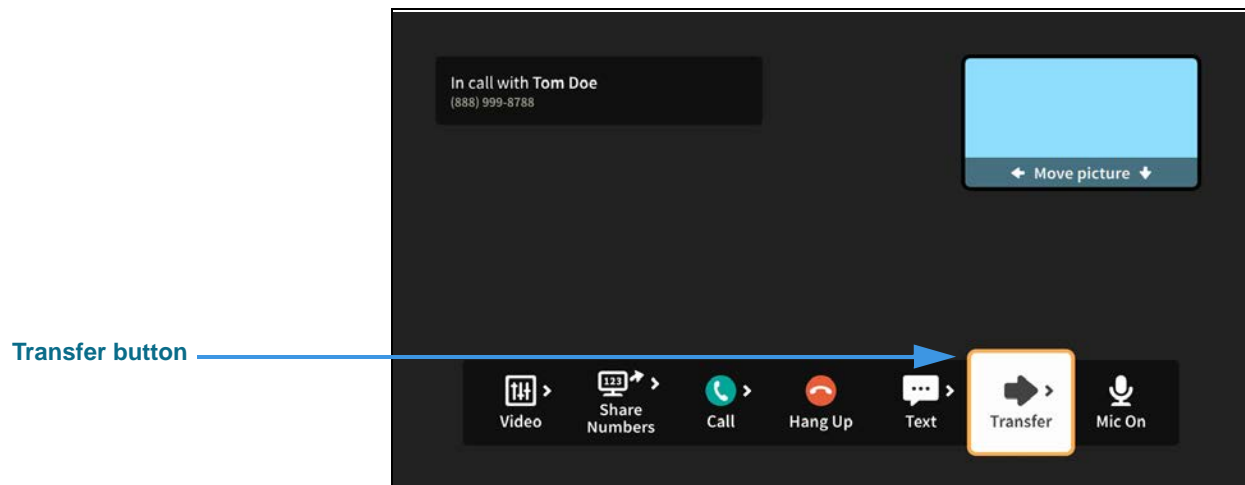 In call with Tom Doe
(888) 999-8788
Move picture
Transfer button
123
Video
Share
Numbers
Call
Hang Up
Text
Transfer
Mic On